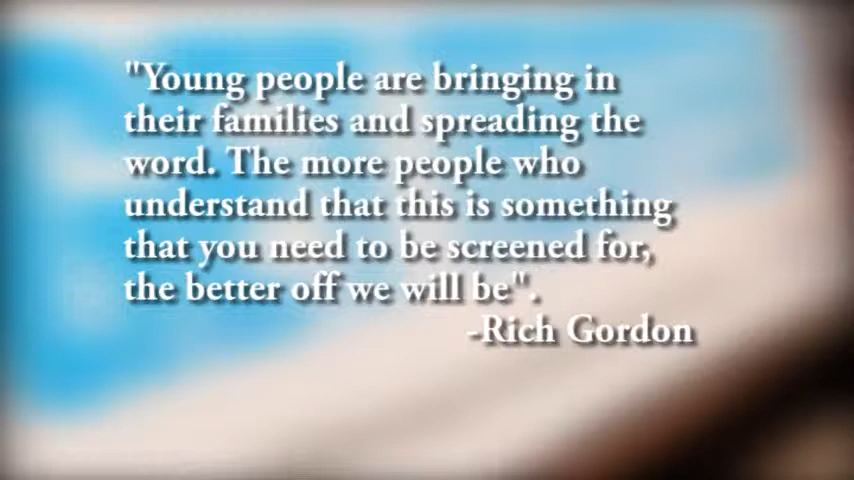 "Young people are bringing in
their families and spreading the
word. The more people who
understand that this is something
that you need to be screened for,
the better off we will be".
-Rich Gordon